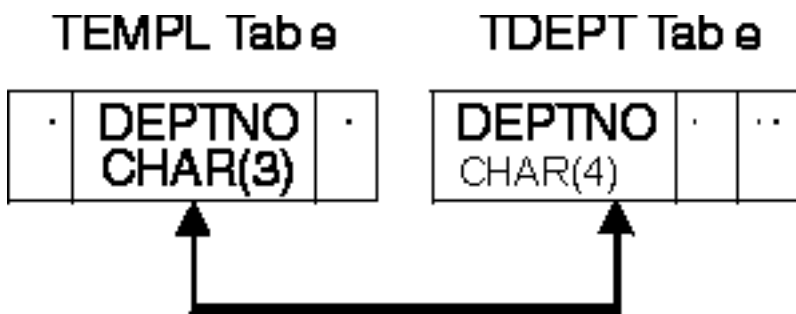 TEMPL Tab e TDEPT Tab e
DEPTNO DEPTNO
CHAR(3) CHAR(4)